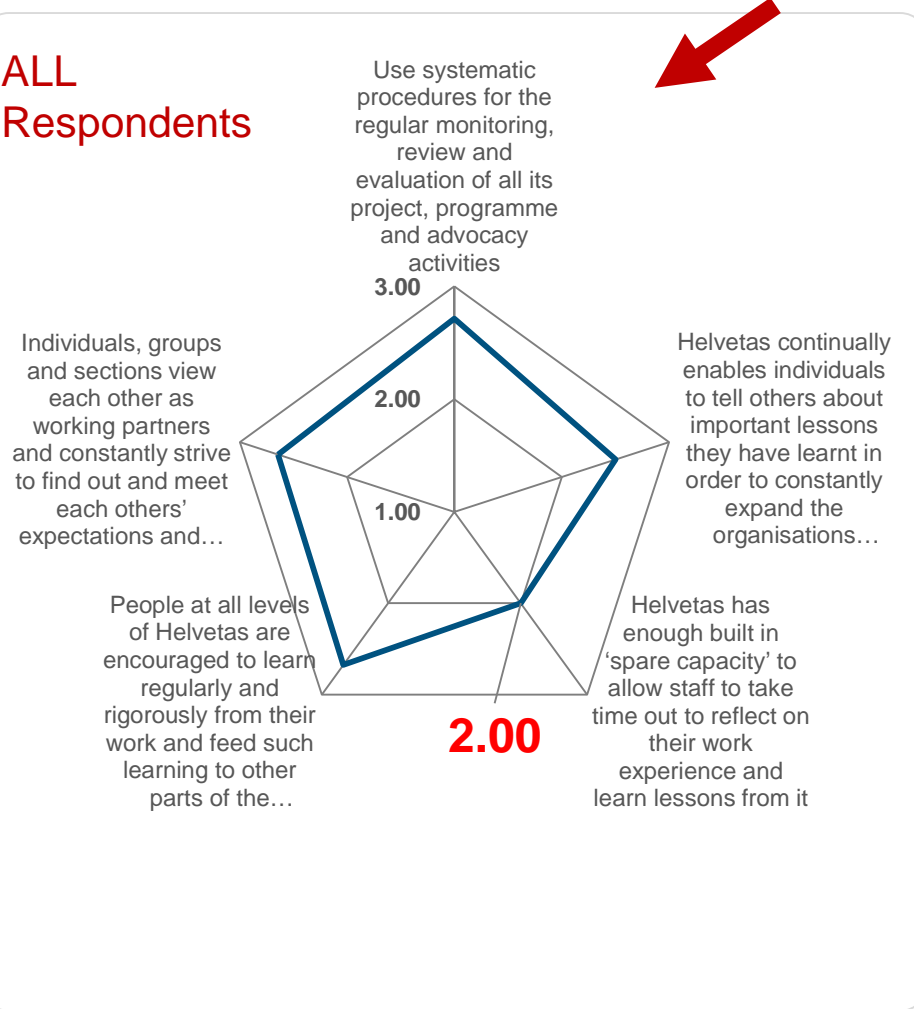 ALL
Respondents
Use systematic
procedures for the
regular monitoring,
review and
evaluation of all its
project, programme
and advocacy
activities
3.00
2.00
1.00
Helvetas continually
enables individuals
to tell others about
important lessons
they have learnt in
order to constantly
expand the
organisations…
Helvetas has
enough built in
‘spare capacity’ to
allow staff to take
time out to reflect on
their work
experience and
learn lessons from it
2.00
People at all levels
of Helvetas are
encouraged to learn
regularly and
rigorously from their
work and feed such
learning to other
parts of the…
Individuals, groups
and sections view
each other as
working partners
and constantly strive
to find out and meet
each others’
expectations and…